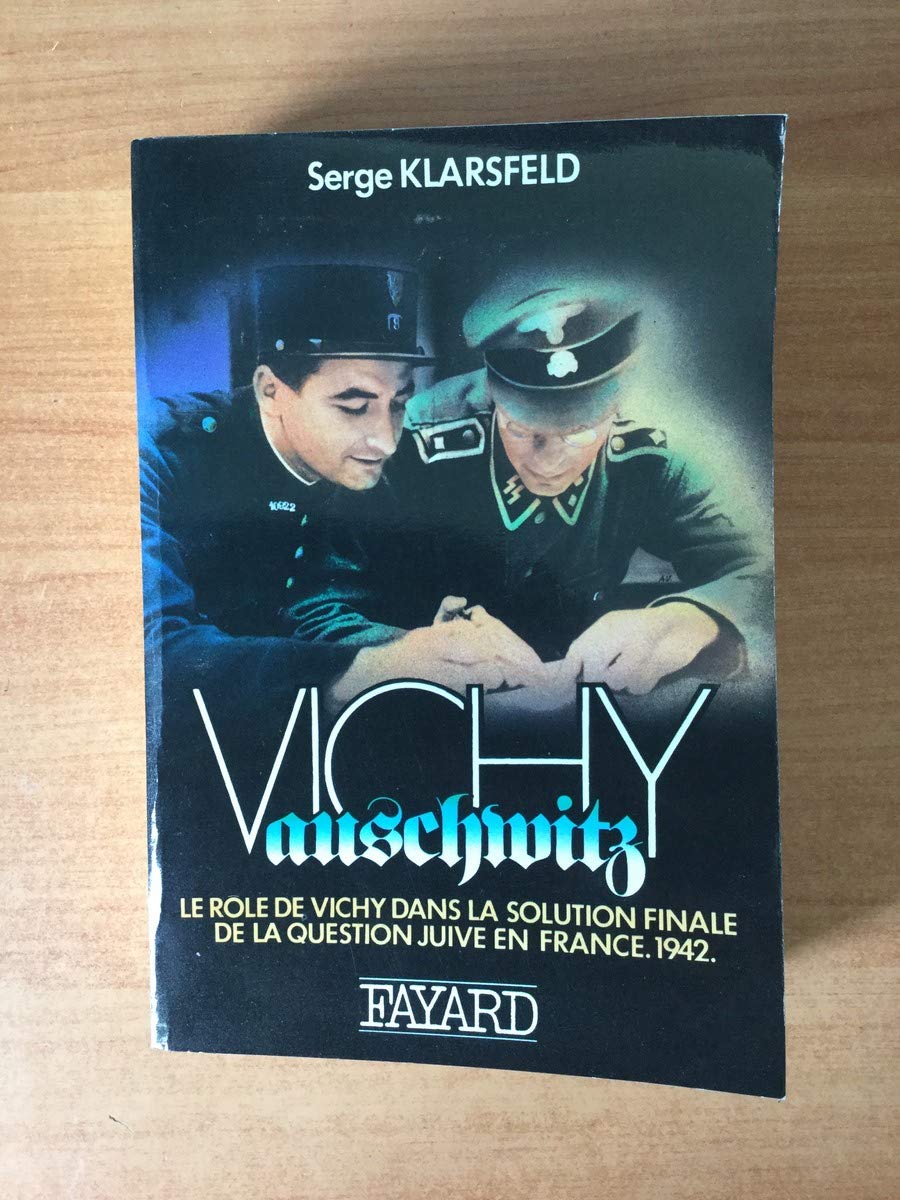 Serge KLARSFELD
10622
VICHY
auschwitz
LE ROLE DE VICHY DANS LA SOLUTION FINALE
DE LA QUESTION JUIVE EN FRANCE.1942.
FAYARD